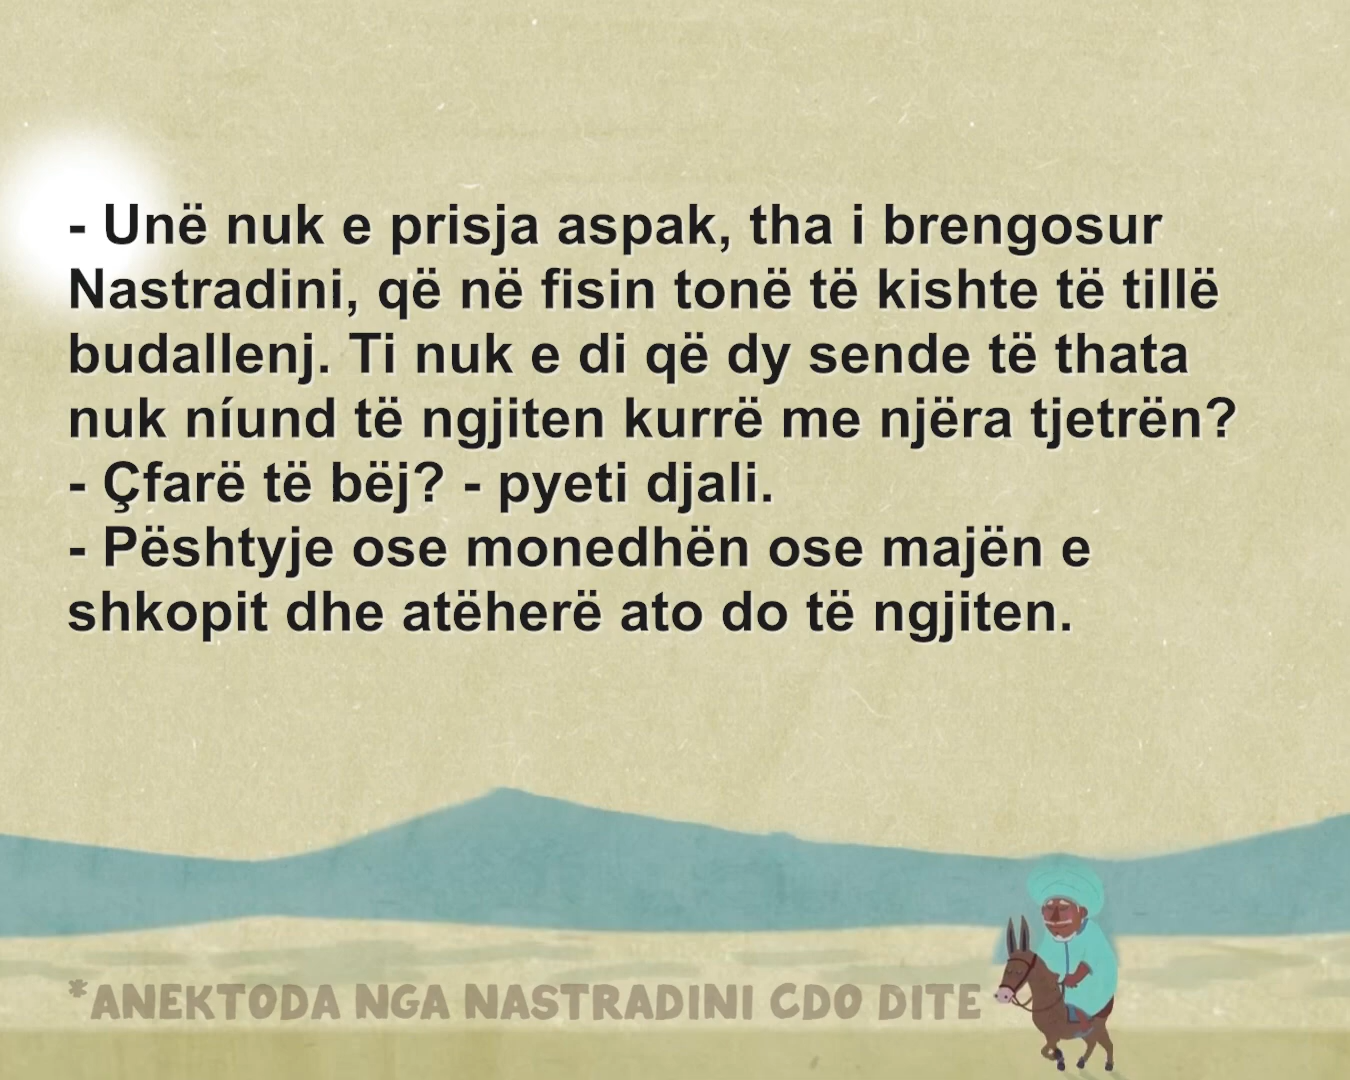 - Unë nuk e prisja aspak, tha i brengosur
Nastradini, që në fisin tonë të kishte të tillë
budallenj. Ti nuk e di që dy sende të thata
nuk níund të ngjiten kurrë me njëra tjetrën?
- Çfarë të bëj? - pyeti djali.
- Pështyje ose monedhën ose majën e
shkopit dhe atëherë ato do të ngjiten.
*ANEKTODA NGA NASTRADINI CDO DITE